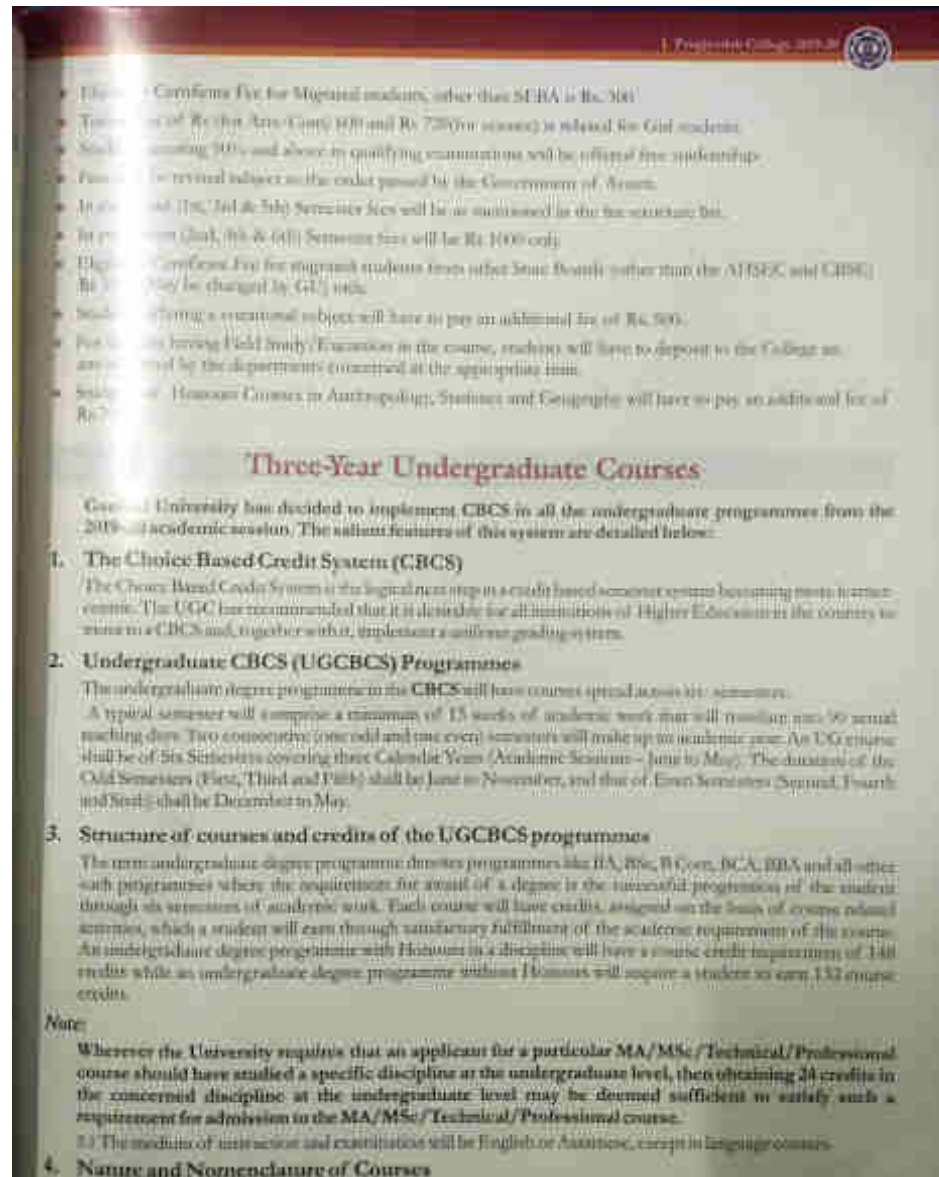 Certificate Fee for Migrated students, other than SEBA is Rs. 500
of Rs (for Arts/Com) 600 and Rs 720(for science) is relaxed for Girl students.
and above in qualifying examinations will be offered free studentship.
be revised subject to the order passed by the Government of Assam.
(1st, 3rd & 5th) Semester fees will be as mentioned in the fee structure list.
(2nd, 4th & 6th) Semester fees will be Rs 1000 only.
Certificate Fee for migrated students from other State Boards (other than the AHSEC and CBSE)
may be changed by GU) only.
offering a vocational subject will have to pay an additional fee of Rs. 500.
having Field Study/Excursion in the course, students will have to deposit to the College an
by the departments concerned at the appropriate time.
Honours Courses in Anthropology, Statistics and Geography will have to pay an additional fee of
Three-Year Undergraduate Courses
University has decided to implement CBCS in all the undergraduate programmes from the
academic session. The salient features of this system are detailed below:
1. The Choice Based Credit System (CBCS)
The Choice Based Credit System is the logical next step in a credit based semester system becoming more learner
centric. The UGC has recommended that it is desirable for all institutions of Higher Education in the country to
move to a CBCS and, together with it, implement a uniform grading system.
2. Undergraduate CBCS (UGCBCS) Programmes
The undergraduate degree programme in the CBCS will have courses spread across six semesters.
A typical semester will comprise a minimum of 15 weeks of academic work that will translate into 90 actual
teaching days. Two consecutive (one odd and one even) semesters will make up an academic year. An UG course
shall be of Six Semesters covering three Calendar Years (Academic Sessions – June to May). The duration of the
Odd Semesters (First, Third and Fifth) shall be June to November, and that of Even Semesters (Second, Fourth
and Sixth) shall be December to May.
3. Structure of courses and credits of the UGCBCS programmes
The term undergraduate degree programme denotes programmes like BA, BSc, B Com, BCA, BBA and all other
such programmes where the requirement for award of a degree is the successful progression of the student
through six semesters of academic work. Each course will have credits, assigned on the basis of course related
activities, which a student will earn through satisfactory fulfillment of the academic requirement of the course.
An undergraduate degree programme with Honours in a discipline will have a course credit requirement of 148
credits while an undergraduate degree programme without Honours will require a student to earn 132 course
credits.
Note:
Wherever the University requires that an applicant for a particular MA/MSc/Technical/Professional
course should have studied a specific discipline at the undergraduate level, then obtaining 24 credits in
the concerned discipline at the undergraduate level may be deemed sufficient to satisfy such a
requirement for admission to the MA/MSc/Technical/Professional course.
The medium of instruction and examination will be English or Assamese, except in language courses.
4. Nature and Nomenclature of Courses